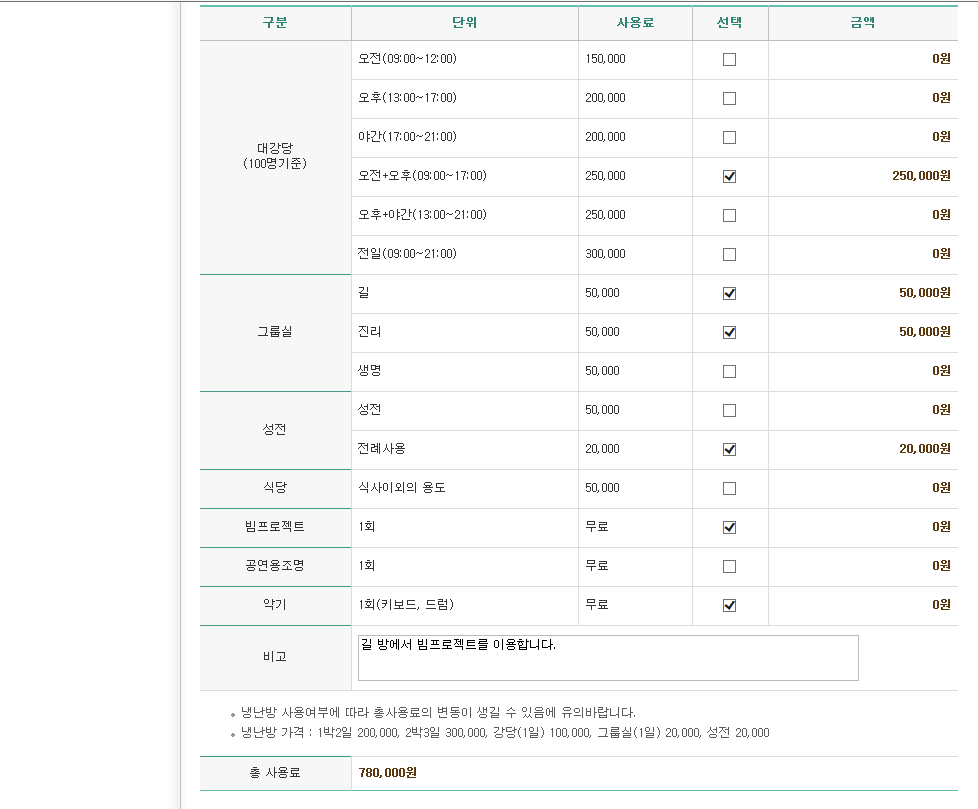 구분 단위 사용료 선택 금액
대강당
(100명기준)
오전(09:00~12:00) 150,000 0원
오후(13:00~17:00) 200,000 0원
야간(17:00~21:00) 200,000 0원
오전+오후(09:00~17:00) 250,000 250,000원
오후+야간(13:00~21:00) 250,000 0원
전일(09:00~21:00) 300,000 0원
그룹실
길 50,000 50,000원
진리 50,000 50,000원
생명 50,000 0원
성전
성전 50,000 0원
전례사용 20,000 20,000원
식당 식사이외의 용도 50,000 0원
빔프로젝트 1회 무료 0원
공연용조명 1회 무료 0원
악기 1회(키보드, 드럼) 무료 0원
비고 길 방에서 빔프로젝트를 이용합니다.
• 냉난방 사용여부에 따라 총사용료의 변동이 생길 수 있음에 유의바랍니다.
• 냉난방 가격 : 1박2일 200,000, 2박3일 300,000, 강당(1일) 100,000, 그룹실(1일) 20,000, 성전 20,000
총 사용료 780,000원